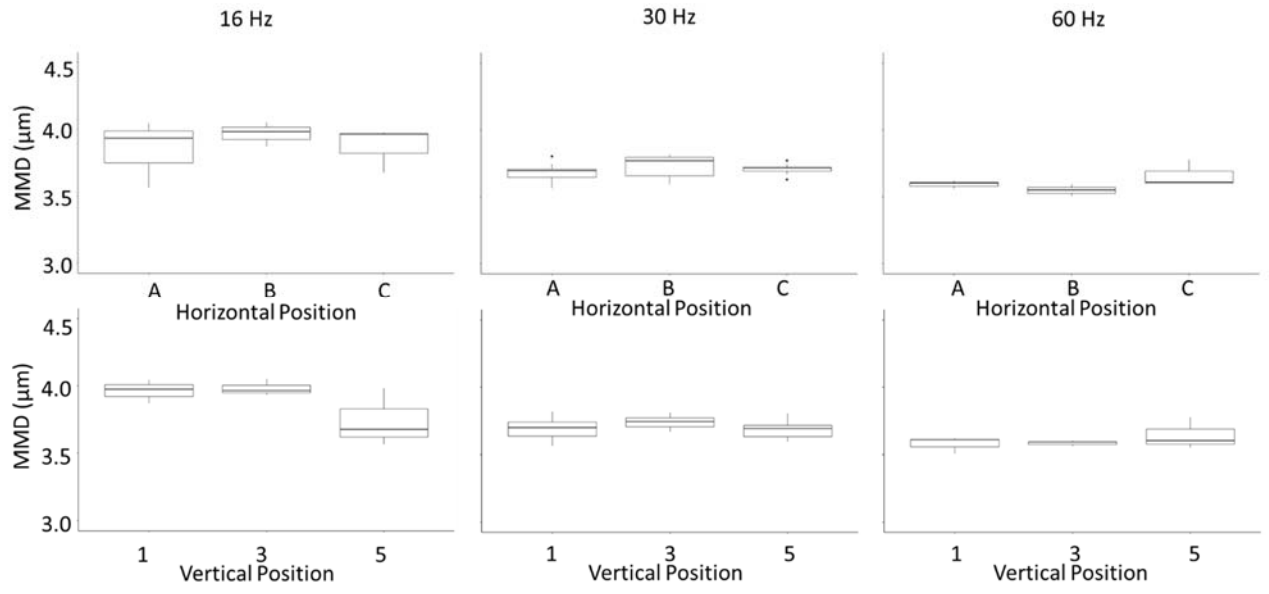 16 Hz 30 Hz 60 Hz
4.5
4.0
3.5
3.0
MMD (µm)
A B C A B C A B C
Horizontal Position Horizontal Position Horizontal Position
4.5
4.0
3.5
3.0
MMD (µm)
1 3 5 1 3 5 1 3 5
Vertical Position Vertical Position Vertical Position